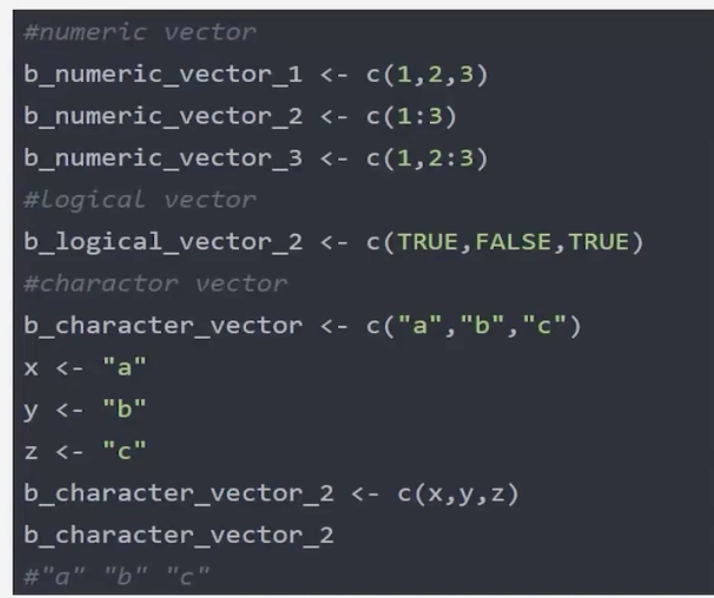 #numeric vector
b_numeric_vector_1 <- c(1,2,3)
b_numeric_vector_2 <- c(1:3)
b_numeric_vector_3 <- c(1,2:3)
#logical vector
b_logical_vector_2 <- c(TRUE,FALSE,TRUE)
#charactor vector
b_character_vector <- c("a","b","c")
x <- "a"
y <- "b"
z <- "c"
b_character_vector_2 <- c(x,y,z)
b_character_vector_2
#"a" "b" "c"